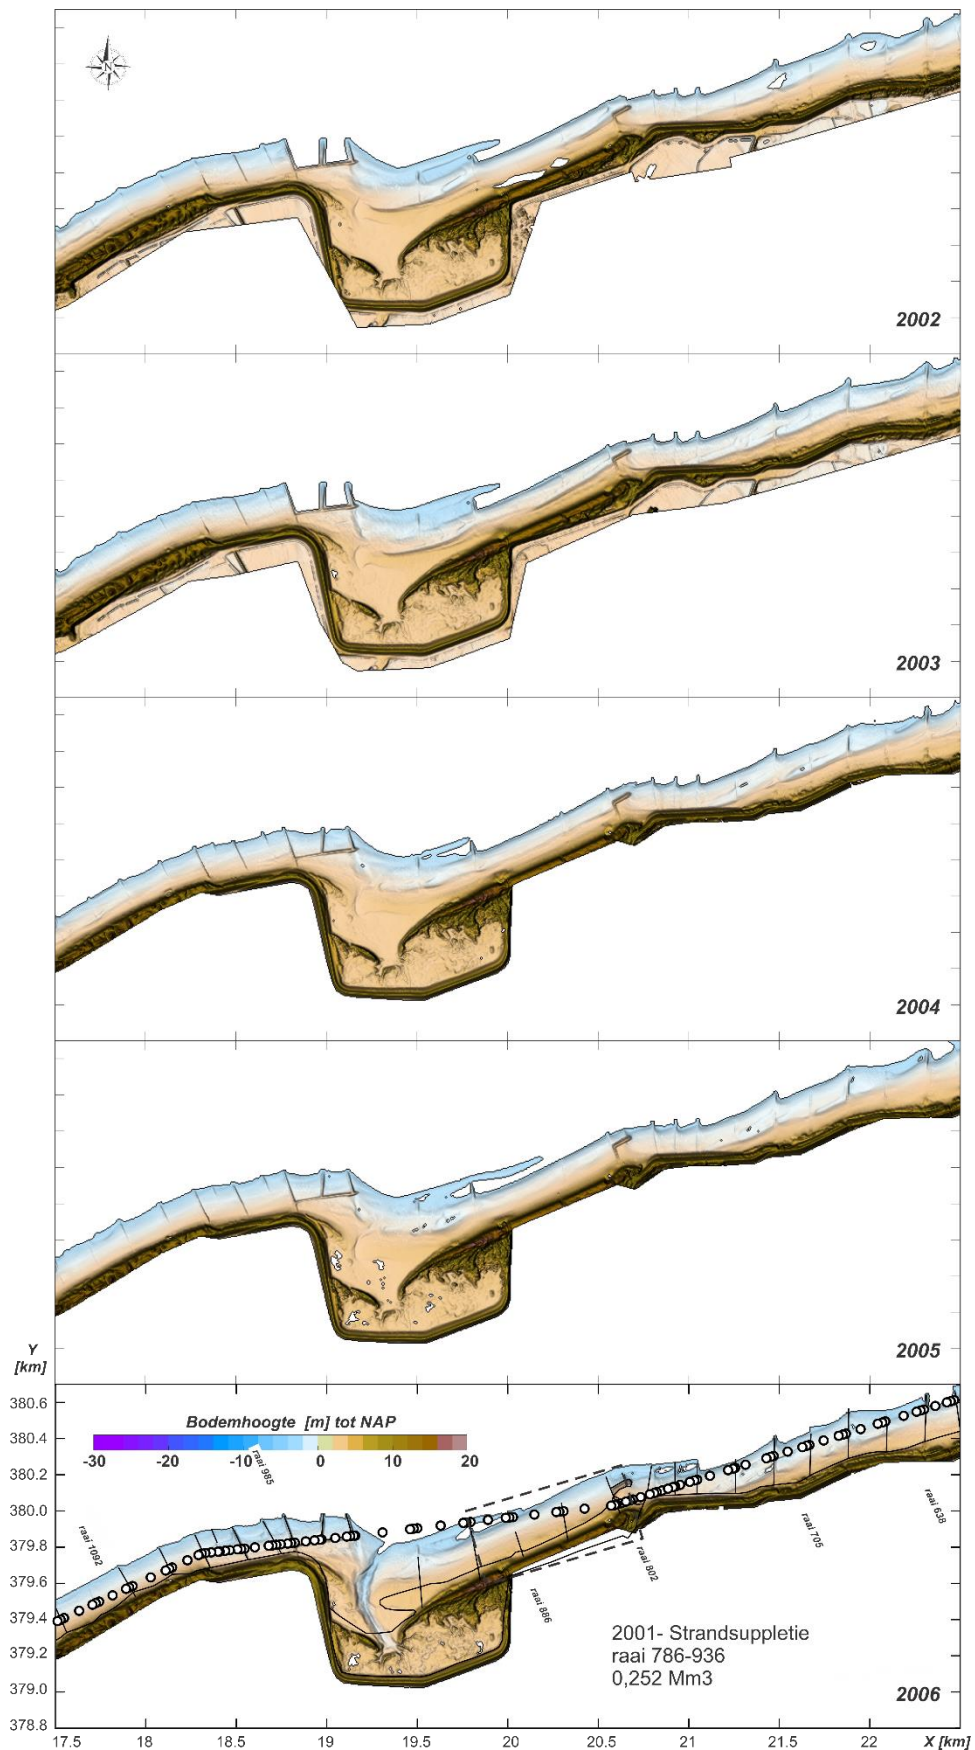 N
2002
2003
2004
2005
Y
[km]
380.6
380.4
380.2
380.0
379.8
379.6
379.4
379.2
379.0
378.8
Bodemhoogte [m] tot NAP
-30 -20 -10 0 10 20
raai 985
raai 1092
raai 886
raai 802
raai 705
raai 638
2001- Strandsuppletie
raai 786-936
0,252 Mm3
2006
17.5 18 18.5 19 19.5 20 20.5 21 21.5 22 X [km]